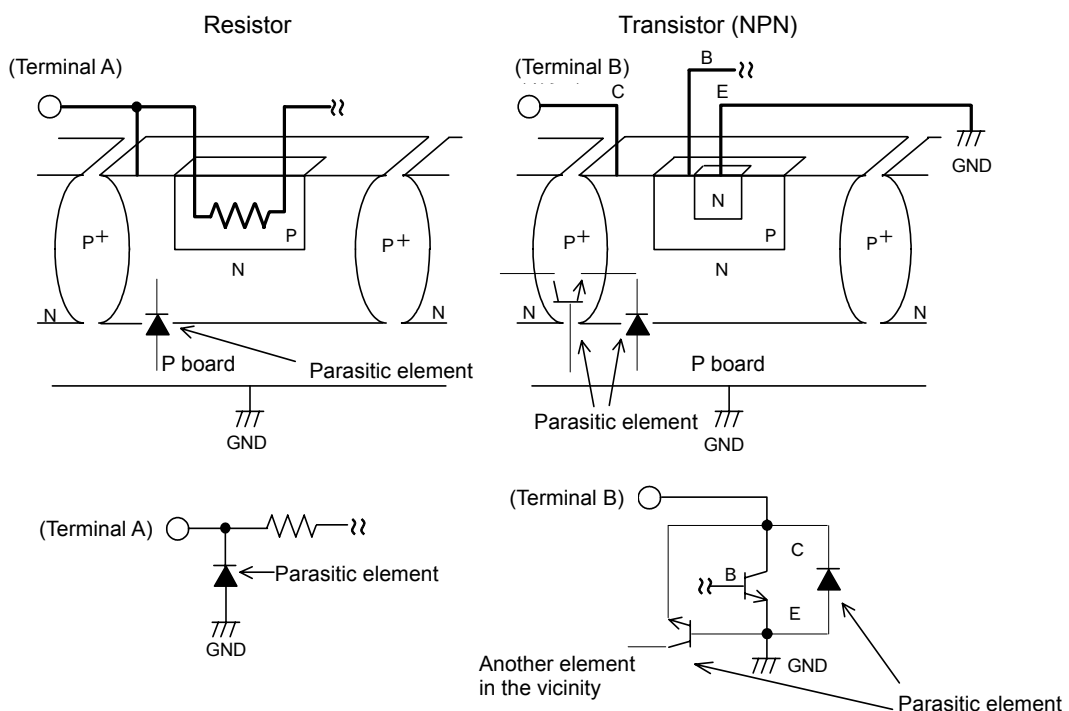 Resistor
(Terminal A)
P+
P
N
P+
N
N
P board
Parasitic element
GND
Transistor (NPN)
(Terminal B)
B
C
E
GND
N
P+
P
N
P+
N
N
P board
Parasitic element
GND
(Terminal A)
Parasitic element
GND
(Terminal B)
C
B
E
GND
Another element
in the vicinity
Parasitic element